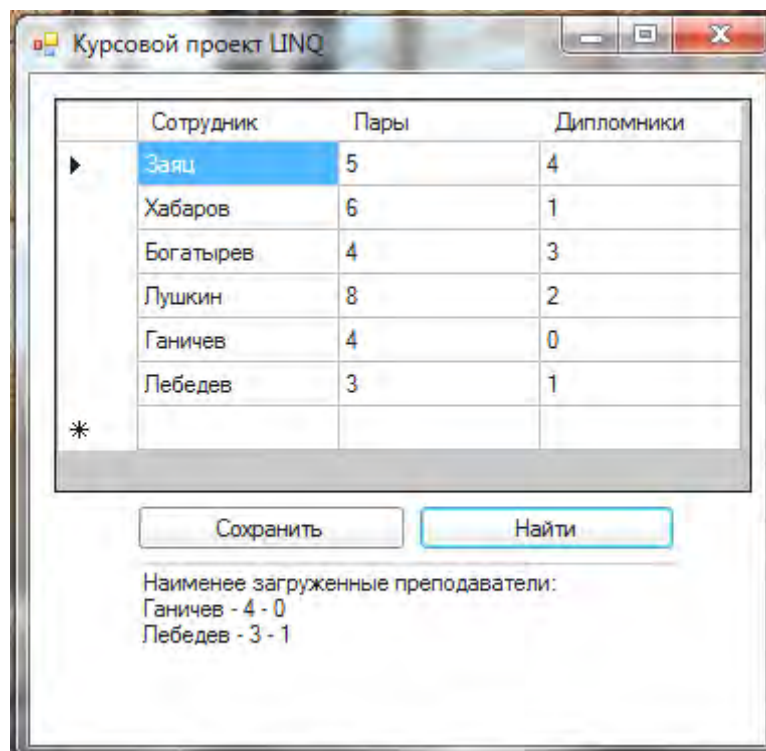 Курсовой проект LINQ
Сотрудник Пары Дипломники
Заяц 5 4
Хабаров 6 1
Богатырев 4 3
Лушкин 8 2
Ганичев 4 0
Лебедев 3 1
Сохранить Найти
Наименее загруженные преподаватели:
Ганичев - 4 - 0
Лебедев - 3 - 1